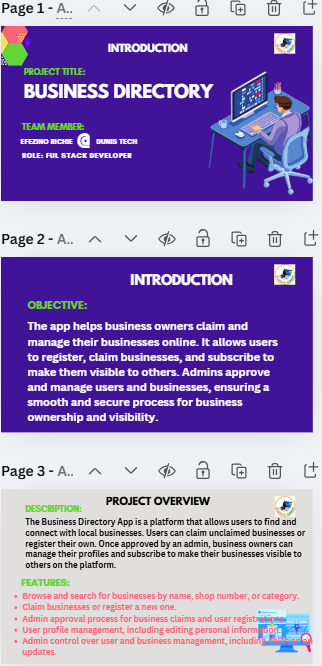 Page 1 - A..
INTRODUCTION
PROJECT TITLE:
BUSINESS DIRECTORY
TEAM MEMBER:
EFEZINO RICHIE @ DUNIS TECH
ROLE: FUL STACK DEVELOPER
Page 2 - A..
INTRODUCTION
OBJECTIVE:
The app helps business owners claim and
manage their businesses online. It allows users
to register, claim businesses, and subscribe to
make them visible to others. Admins approve
and manage users and businesses, ensuring a
smooth and secure process for business
ownership and visibility.
Page 3 - A..
PROJECT OVERVIEW
DESCRIPTION:
The Business Directory App is a platform that allows users to find and
connect with local businesses. Users can claim unclaimed businesses or
register their own. Once approved by an admin, business owners can
manage their profiles and subscribe to make their businesses visible to
others on the platform.
FEATURES:
• Browse and search for businesses by name, shop number, or category.
• Claim businesses or register a new one.
• Admin approval process for business claims and user registrations.
• User profile management, including editing personal information.
• Admin control over user and business management, including deletion or
updates.